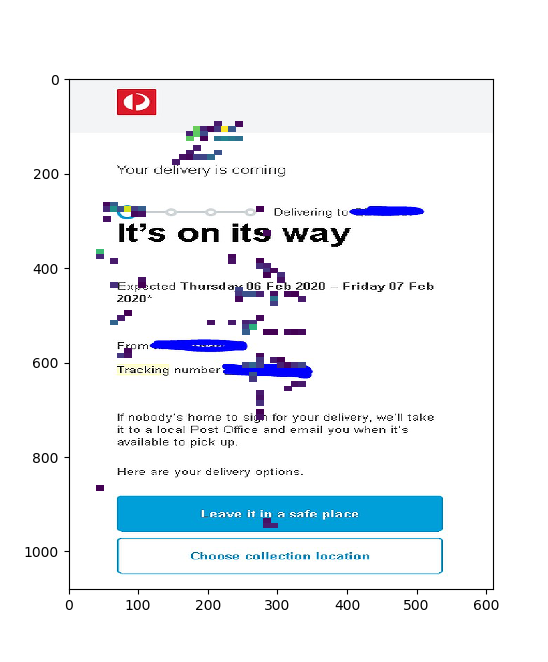 0
200
400
600
800
1000
Your delivery is coming
Delivering to
It's on its way
Expected Thursday 06 Feb 2020 – Friday 07 Feb
2020*
From
Tracking number
If nobody's home to sign for your delivery, we'll take
it to a local Post Office and email you when it's
available to pick up.
Here are your delivery options.
Leave it in a safe place
Choose collection location
0 100 200 300 400 500 600